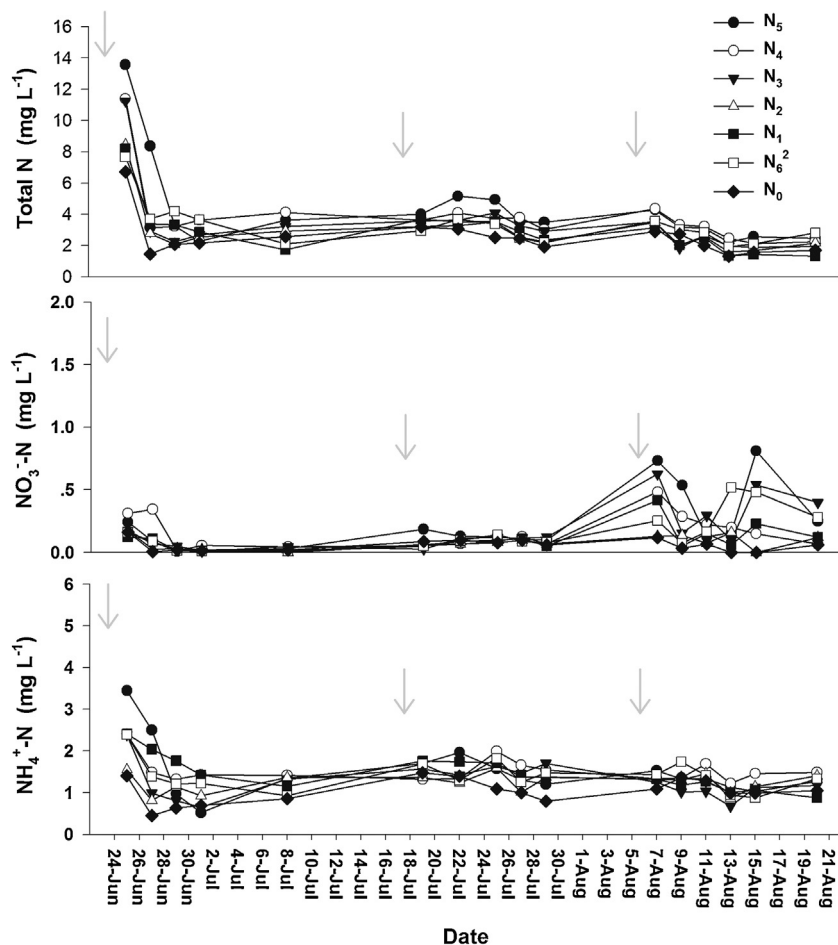 16
14
12
10
8
6
4
2
0
Total N (mg L⁻¹)
N₅
N₄
N₃
N₂
N₁
N₆²
N₀
2.0
1.5
1.0
.5
0.0
NO₃⁻-N (mg L⁻¹)
6
5
4
3
2
1
0
NH₄⁺-N (mg L⁻¹)
24-Jun
26-Jun
28-Jun
30-Jun
2-Jul
4-Jul
6-Jul
8-Jul
10-Jul
12-Jul
14-Jul
16-Jul
18-Jul
20-Jul
22-Jul
24-Jul
26-Jul
28-Jul
30-Jul
1-Aug
3-Aug
5-Aug
7-Aug
9-Aug
11-Aug
13-Aug
15-Aug
17-Aug
19-Aug
21-Aug
Date